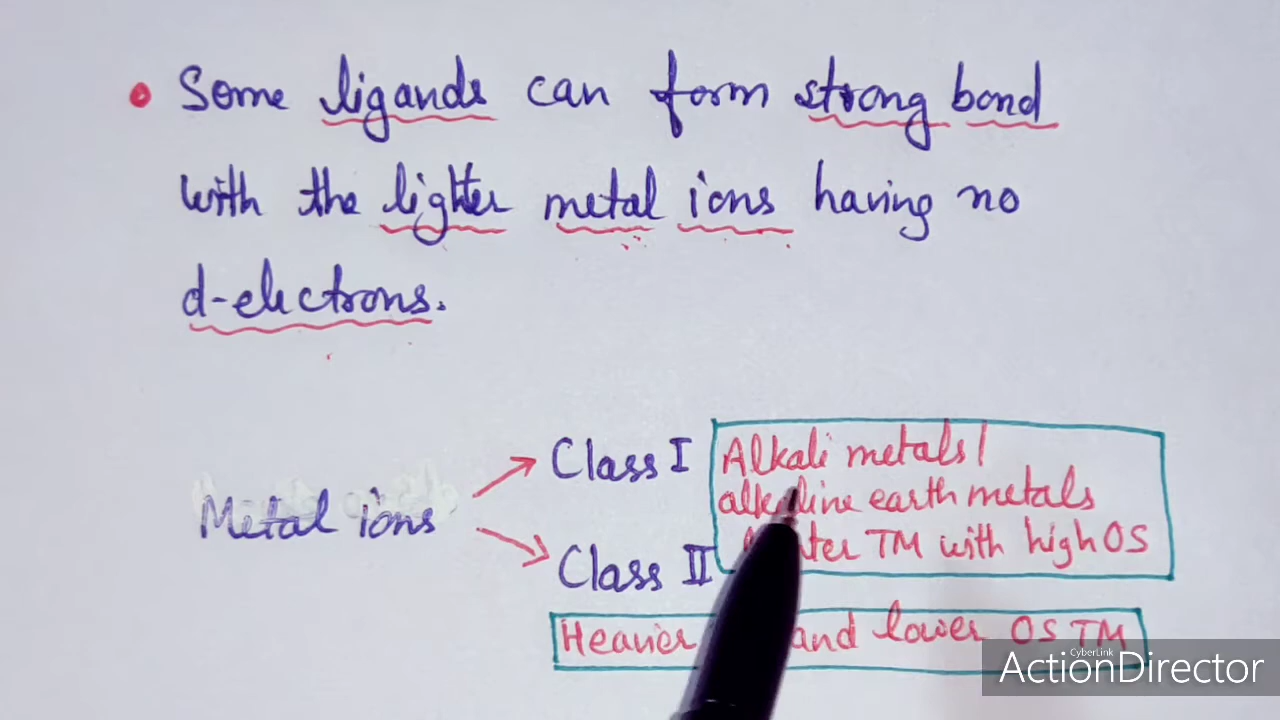 Some ligands can form strong bond
with the lighter metal ions having no
d-electrons.
Metal ions
Class I
Alkali metals/
alkaline earth metals
TM with high OS
Class II
Heavier and lower OS TM
CyberLink
ActionDirector